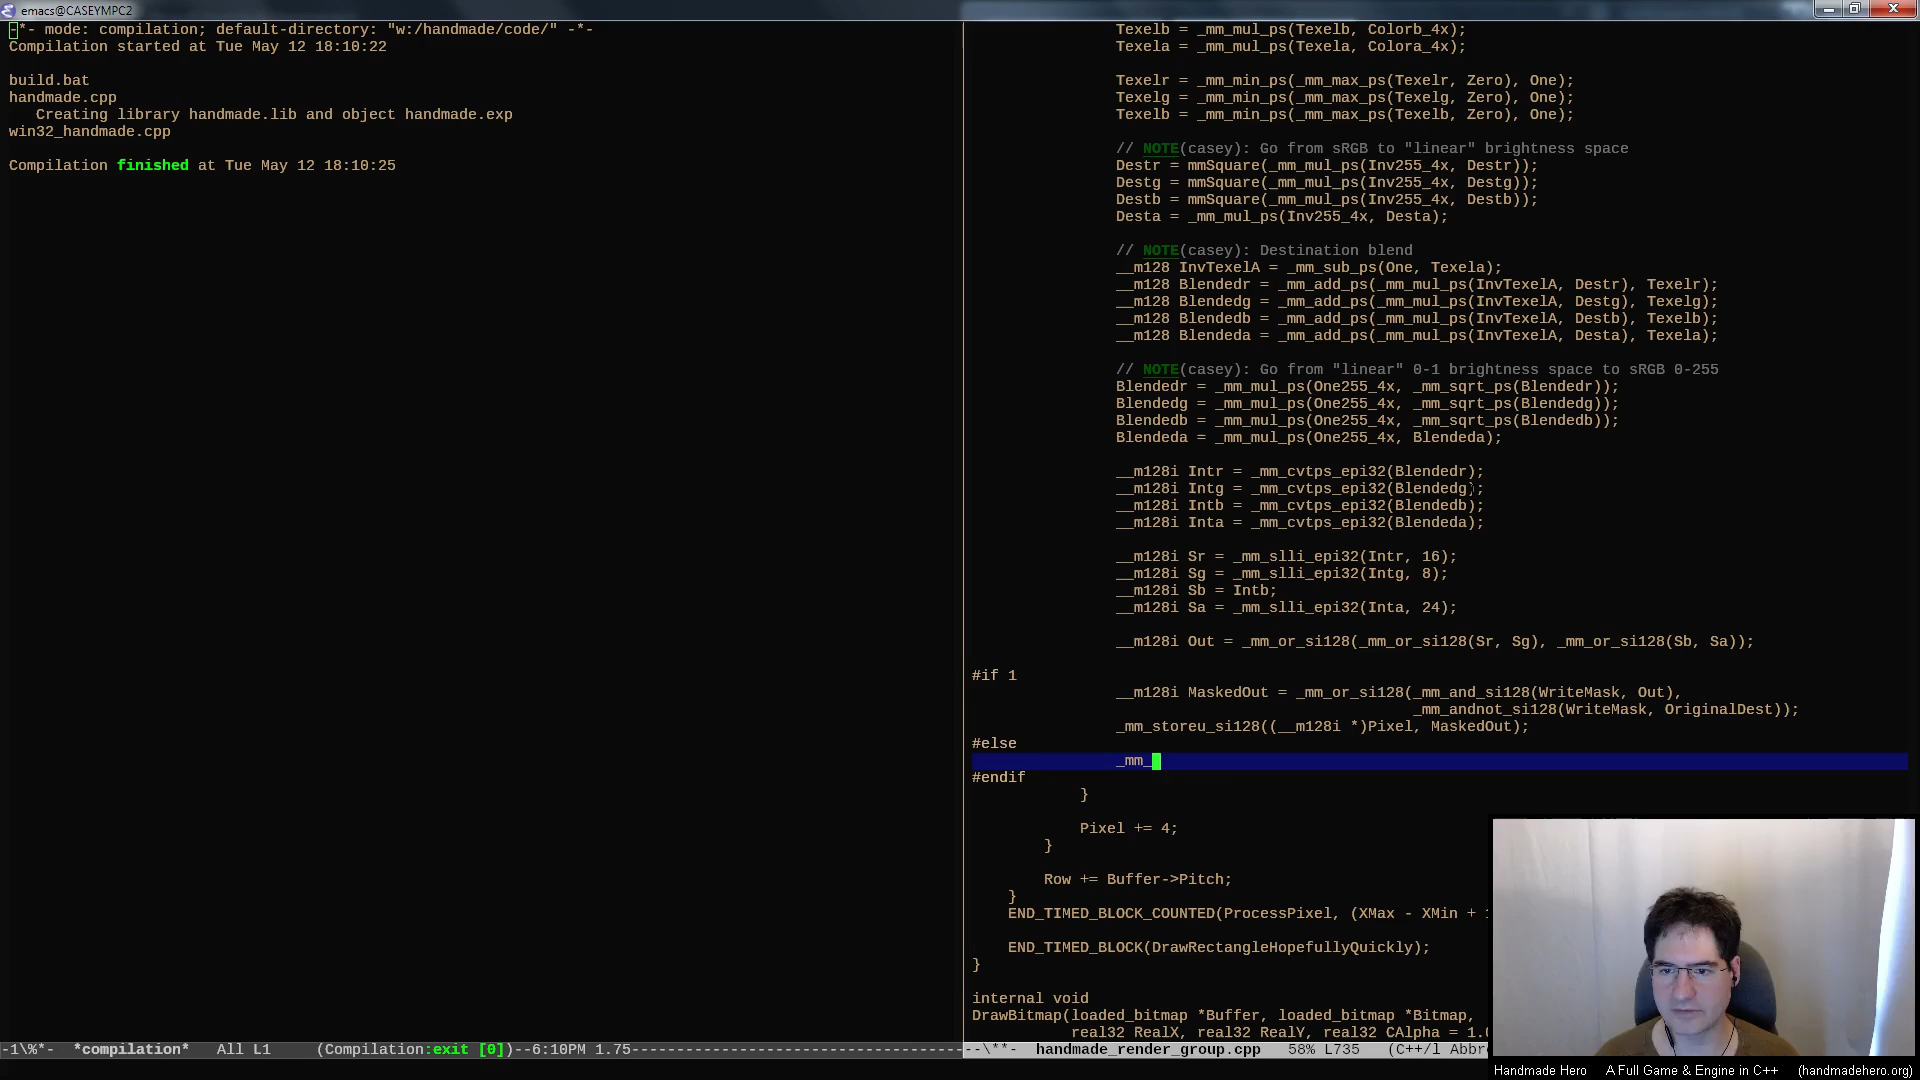 emacs@CASEYMPC2
-*- mode: compilation; default-directory: "w:/handmade/code/" -*-
Compilation started at Tue May 12 18:10:22
build.bat
handmade.cpp
Creating library handmade.lib and object handmade.exp
win32_handmade.cpp
Compilation finished at Tue May 12 18:10:25
-1\%*- *compilation* All L1 (Compilation:exit [0])--6:10PM 1.75
Texelb = _mm_mul_ps(Texelb, Colorb_4x);
Texela = _mm_mul_ps(Texela, Colora_4x);
Texelr = _mm_min_ps(_mm_max_ps(Texelr, Zero), One);
Texelg = _mm_min_ps(_mm_max_ps(Texelg, Zero), One);
Texelb = _mm_min_ps(_mm_max_ps(Texelb, Zero), One);
// NOTE(casey): Go from sRGB to "linear" brightness space
Destr = mmSquare(_mm_mul_ps(Inv255_4x, Destr));
Destg = mmSquare(_mm_mul_ps(Inv255_4x, Destg));
Destb = mmSquare(_mm_mul_ps(Inv255_4x, Destb));
Desta = _mm_mul_ps(Inv255_4x, Desta);
// NOTE(casey): Destination blend
__m128 InvTexelA = _mm_sub_ps(One, Texela);
__m128 Blendedr = _mm_add_ps(_mm_mul_ps(InvTexelA, Destr), Texelr);
__m128 Blendedg = _mm_add_ps(_mm_mul_ps(InvTexelA, Destg), Texelg);
__m128 Blendedb = _mm_add_ps(_mm_mul_ps(InvTexelA, Destb), Texelb);
__m128 Blendeda = _mm_add_ps(_mm_mul_ps(InvTexelA, Desta), Texela);
// NOTE(casey): Go from "linear" 0-1 brightness space to sRGB 0-255
Blendedr = _mm_mul_ps(One255_4x, _mm_sqrt_ps(Blendedr));
Blendedg = _mm_mul_ps(One255_4x, _mm_sqrt_ps(Blendedg));
Blendedb = _mm_mul_ps(One255_4x, _mm_sqrt_ps(Blendedb));
Blendeda = _mm_mul_ps(One255_4x, Blendeda);
__m128i Intr = _mm_cvtps_epi32(Blendedr);
__m128i Intg = _mm_cvtps_epi32(Blendedg);
__m128i Intb = _mm_cvtps_epi32(Blendedb);
__m128i Inta = _mm_cvtps_epi32(Blendeda);
__m128i Sr = _mm_slli_epi32(Intr, 16);
__m128i Sg = _mm_slli_epi32(Intg, 8);
__m128i Sb = Intb;
__m128i Sa = _mm_slli_epi32(Inta, 24);
__m128i Out = _mm_or_si128(_mm_or_si128(Sr, Sg), _mm_or_si128(Sb, Sa));
#if 1
__m128i MaskedOut = _mm_or_si128(_mm_and_si128(WriteMask, Out),
_mm_andnot_si128(WriteMask, OriginalDest));
_mm_storeu_si128((__m128i *)Pixel, MaskedOut);
#else
_mm_
#endif
}
Pixel += 4;
}
Row += Buffer->Pitch;
}
END_TIMED_BLOCK_COUNTED(ProcessPixel, (XMax - XMin + 1
END_TIMED_BLOCK(DrawRectangleHopefullyQuickly);
}
internal void
DrawBitmap(loaded_bitmap *Buffer, loaded_bitmap *Bitmap,
real32 RealX, real32 RealY, real32 CAlpha = 1.0
--\**- handmade_render_group.cpp 58% L735 (C++/l Abbre
Handmade Hero A Full Game & Engine in C++ (handmadehero.org)